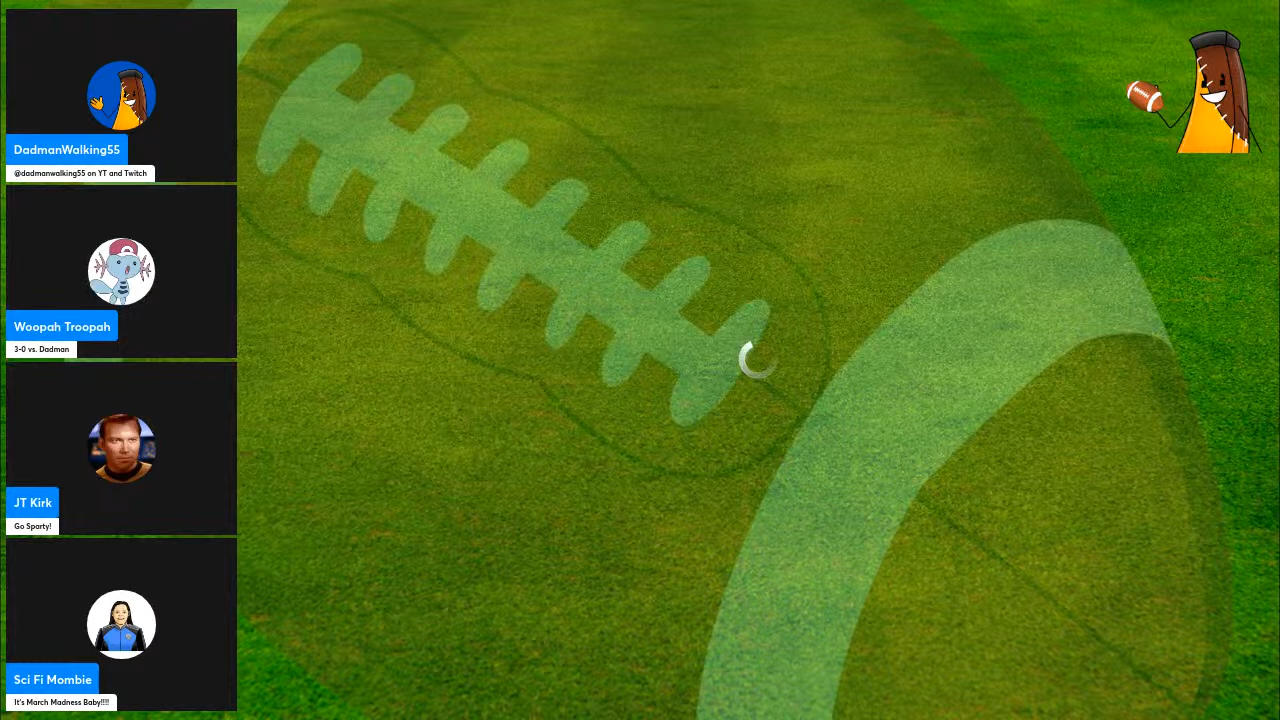 DadmanWalking55
@dadmanwalking55 on YT and Twitch
Woopah Troopah
3-0 vs. Dadman
JT Kirk
Go Sparty!
Sci Fi Mombie
It's March Madness Baby!!!!